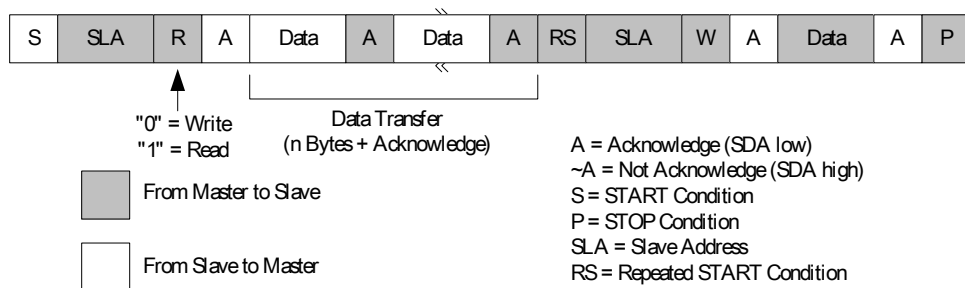 S SLA R A Data A Data A RS SLA W A Data A P
"0" = Write
"1" = Read
Data Transfer
(n Bytes + Acknowledge)
From Master to Slave
From Slave to Master
A = Acknowledge (SDA low)
~A = Not Acknowledge (SDA high)
S = START Condition
P = STOP Condition
SLA = Slave Address
RS = Repeated START Condition